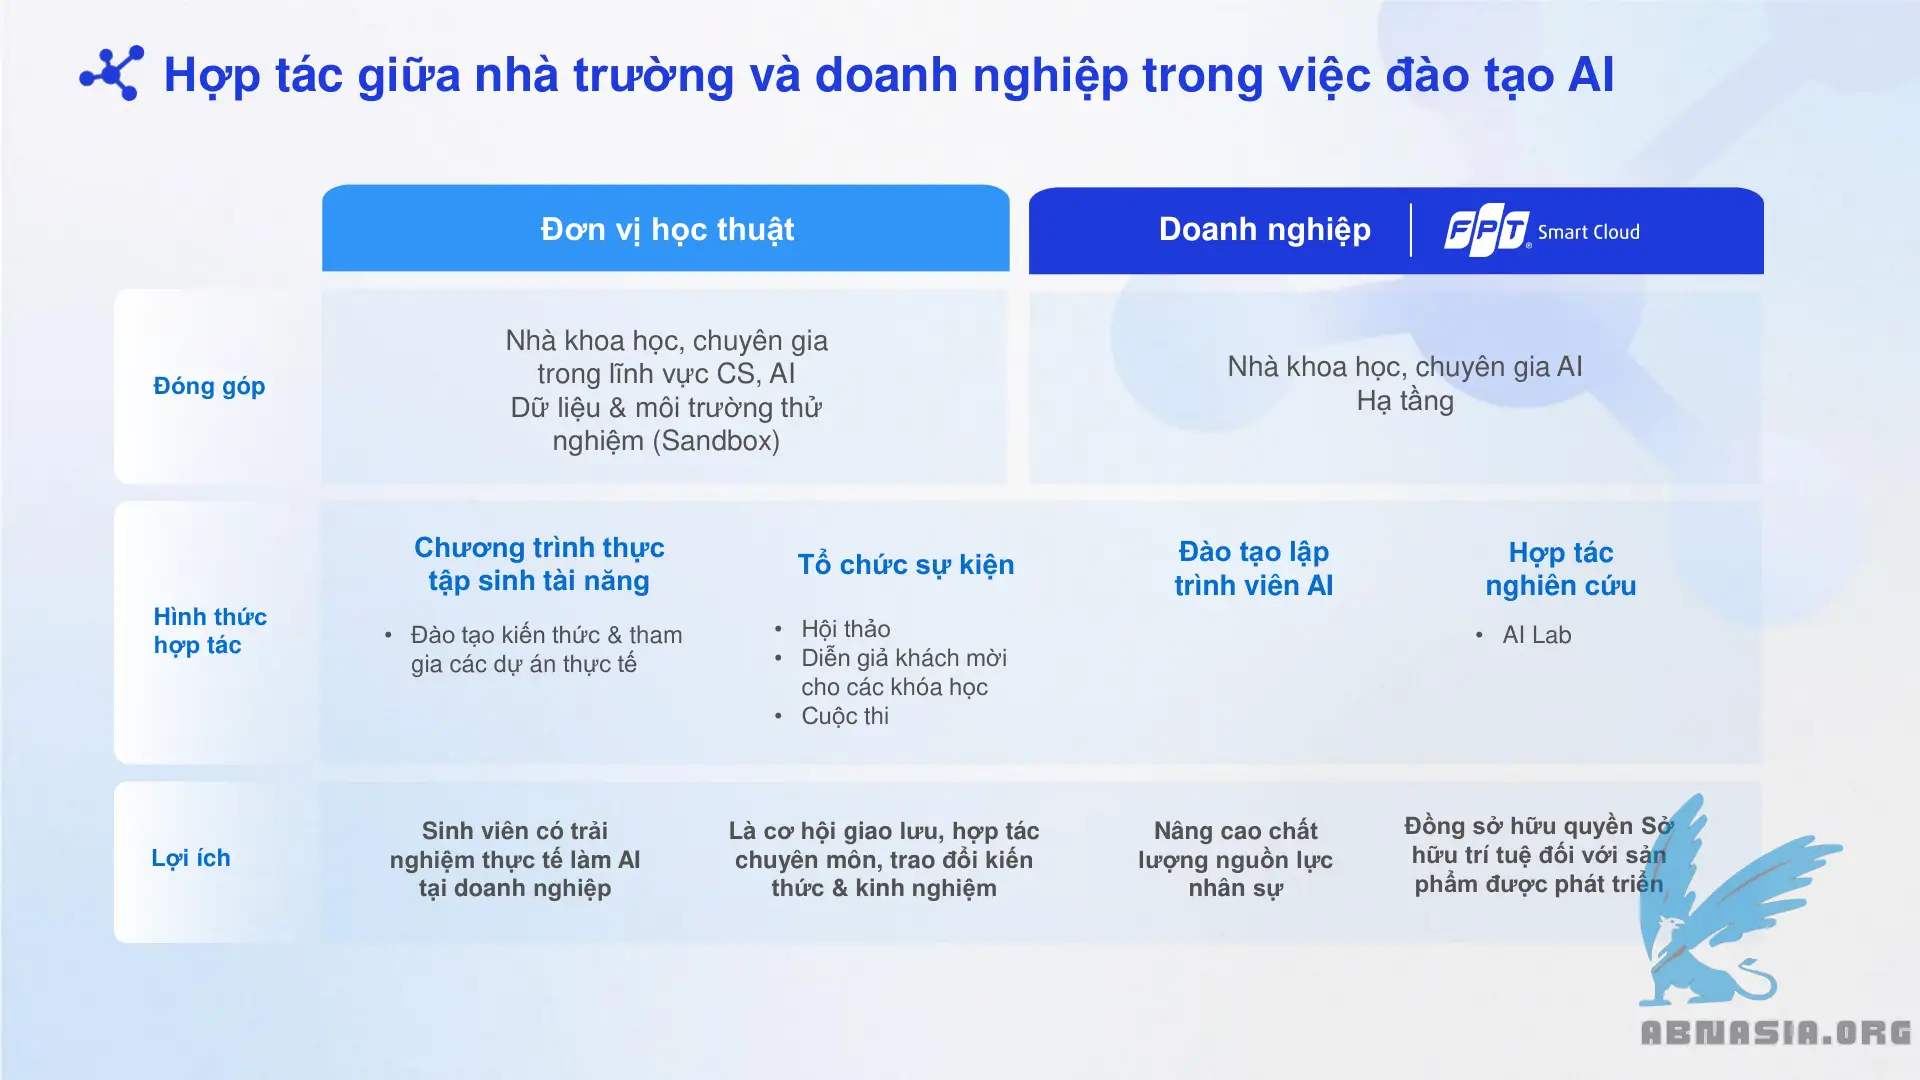 Hợp tác giữa nhà trường và doanh nghiệp trong việc đào tạo AI
Đơn vị học thuật
Doanh nghiệp
FPT® Smart Cloud
Đóng góp
Nhà khoa học, chuyên gia
trong lĩnh vực CS, AI
Dữ liệu & môi trường thử
nghiệm (Sandbox)
Nhà khoa học, chuyên gia AI
Hạ tầng
Hình thức
hợp tác
Chương trình thực
tập sinh tài năng
• Đào tạo kiến thức & tham
gia các dự án thực tế
Tổ chức sự kiện
• Hội thảo
• Diễn giả khách mời
cho các khóa học
• Cuộc thi
Đào tạo lập
trình viên AI
Hợp tác
nghiên cứu
• AI Lab
Lợi ích
Sinh viên có trải
nghiệm thực tế làm AI
tại doanh nghiệp
Là cơ hội giao lưu, hợp tác
chuyên môn, trao đổi kiến
thức & kinh nghiệm
Nâng cao chất
lượng nguồn lực
nhân sự
Đồng sở hữu quyền Sở
hữu trí tuệ đối với sản
phẩm được phát triển
ABNASIA.ORG